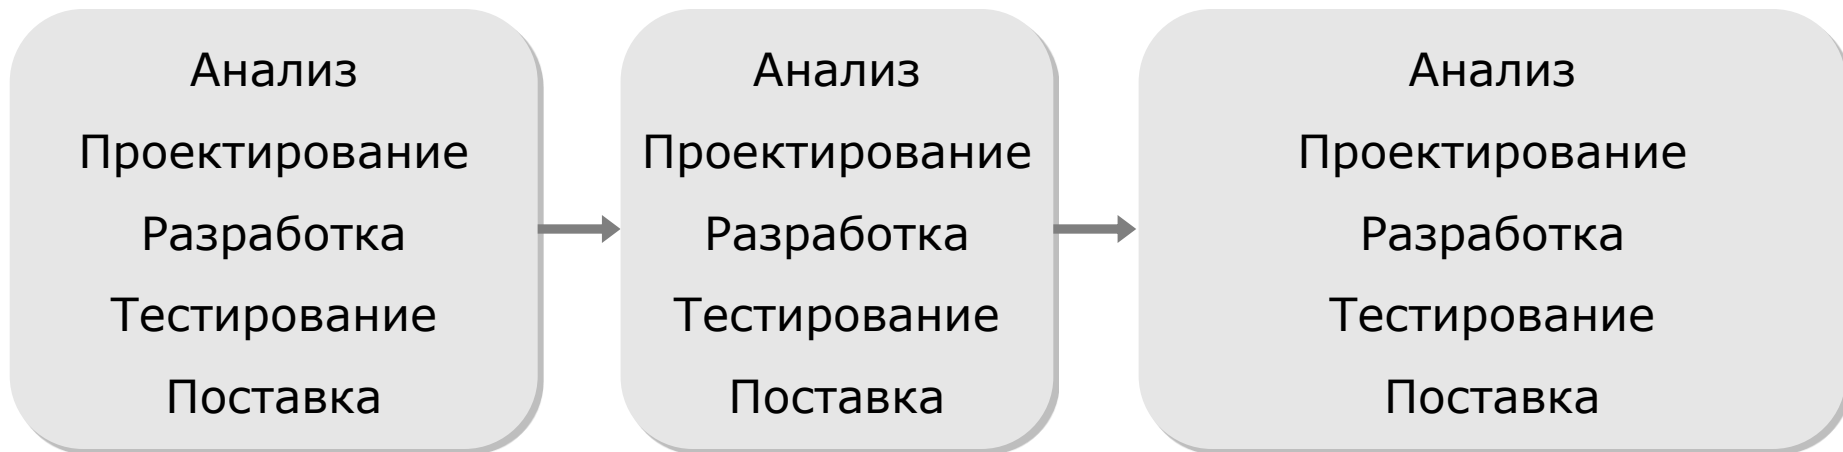 Анализ
Проектирование
Разработка
Тестирование
Поставка
Анализ
Проектирование
Разработка
Тестирование
Поставка
Анализ
Проектирование
Разработка
Тестирование
Поставка